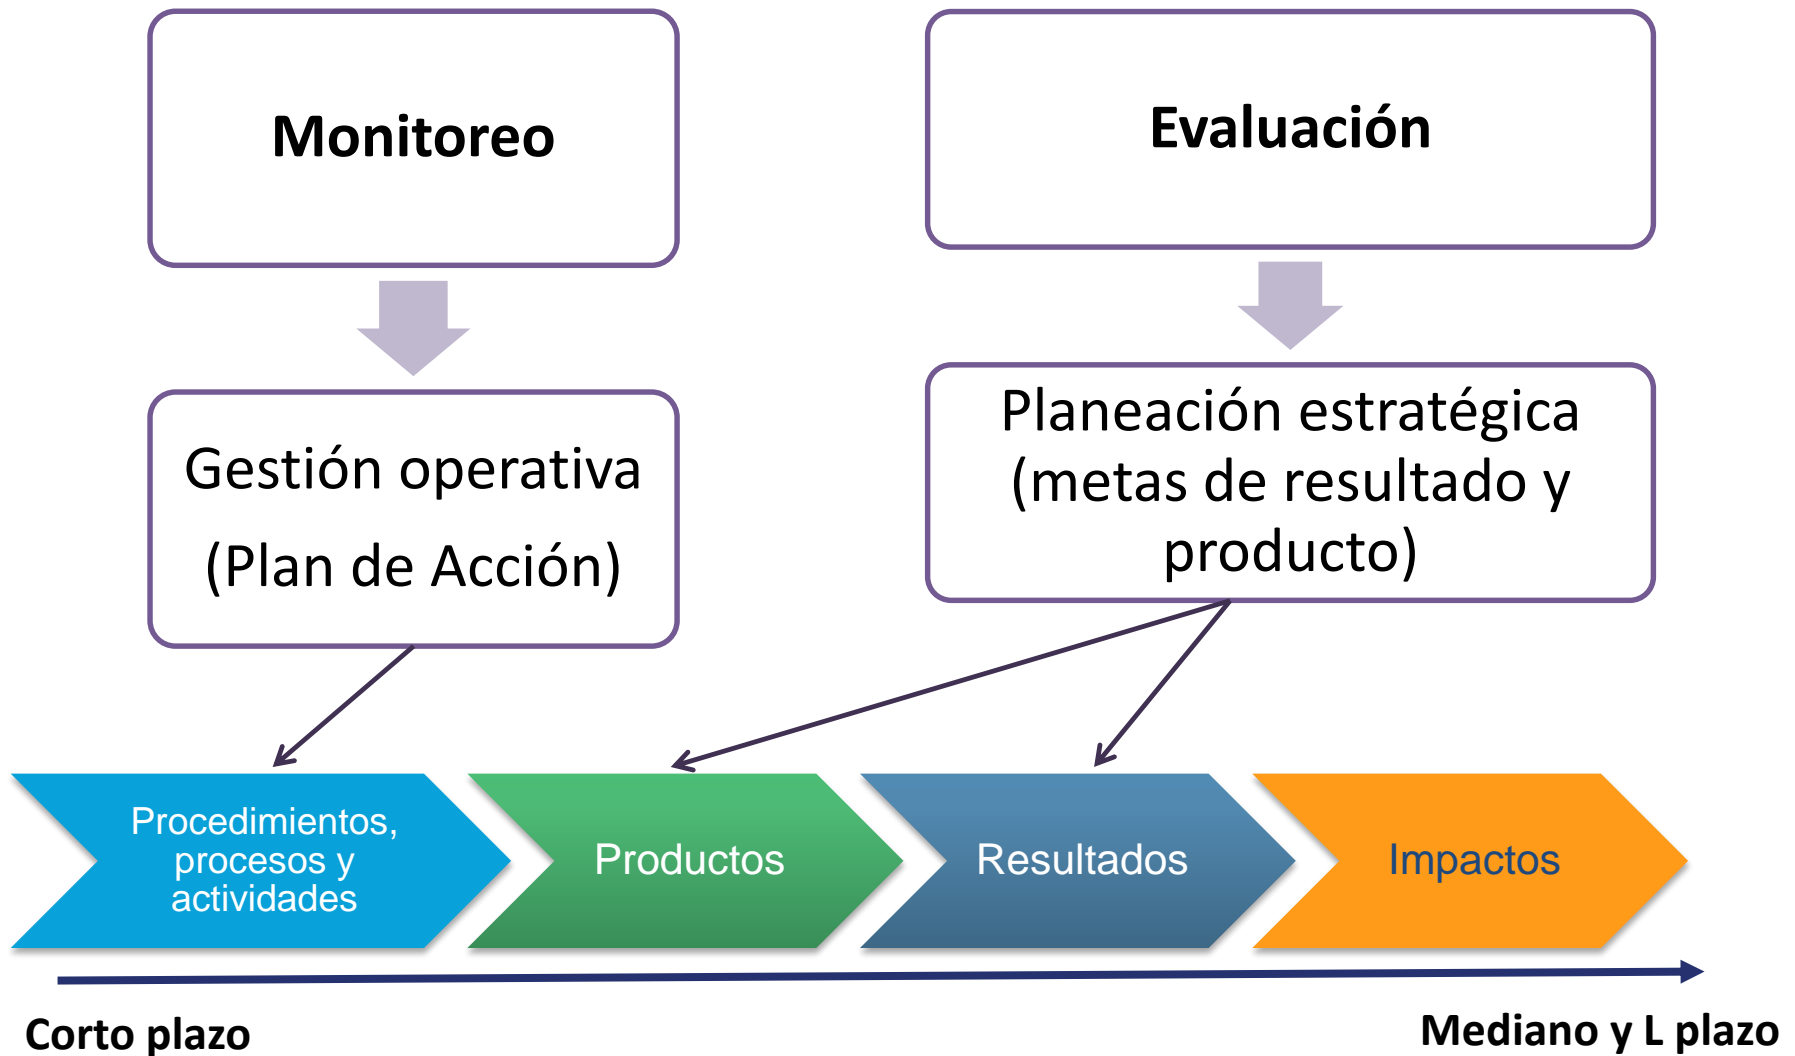 Monitoreo
Evaluación
Gestión operativa
(Plan de Acción)
Planeación estratégica
(metas de resultado y
producto)
Procedimientos,
procesos y
actividades
Productos
Resultados
Impactos
Corto plazo
Mediano y L plazo